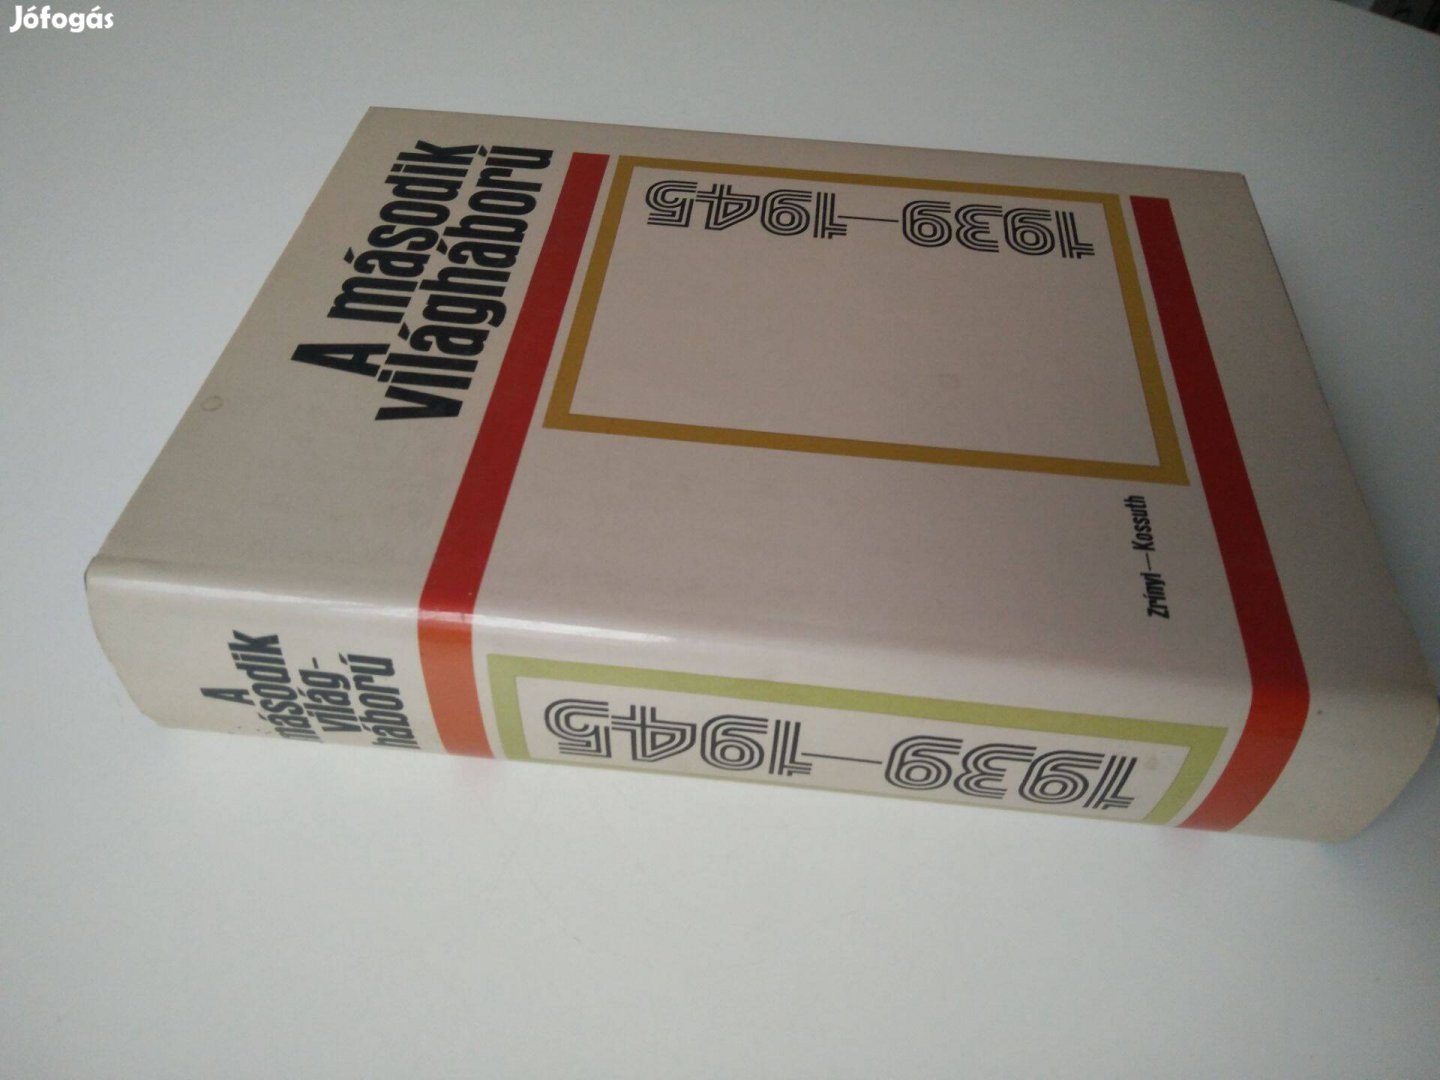 Jófogás
A
második
világháború
1939—1945
Zrínyi—Kossuth
A
második
világ-
háború
1939—1945